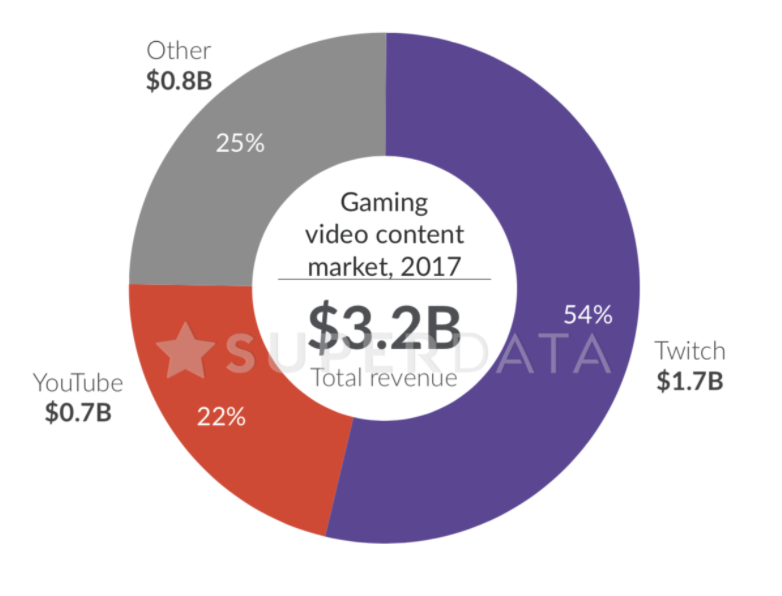 Other
$0.8B
25%
Gaming
video content
market, 2017
$3.2B
Total revenue
54%
Twitch
$1.7B
YouTube
$0.7B
22%
SUPERDATA